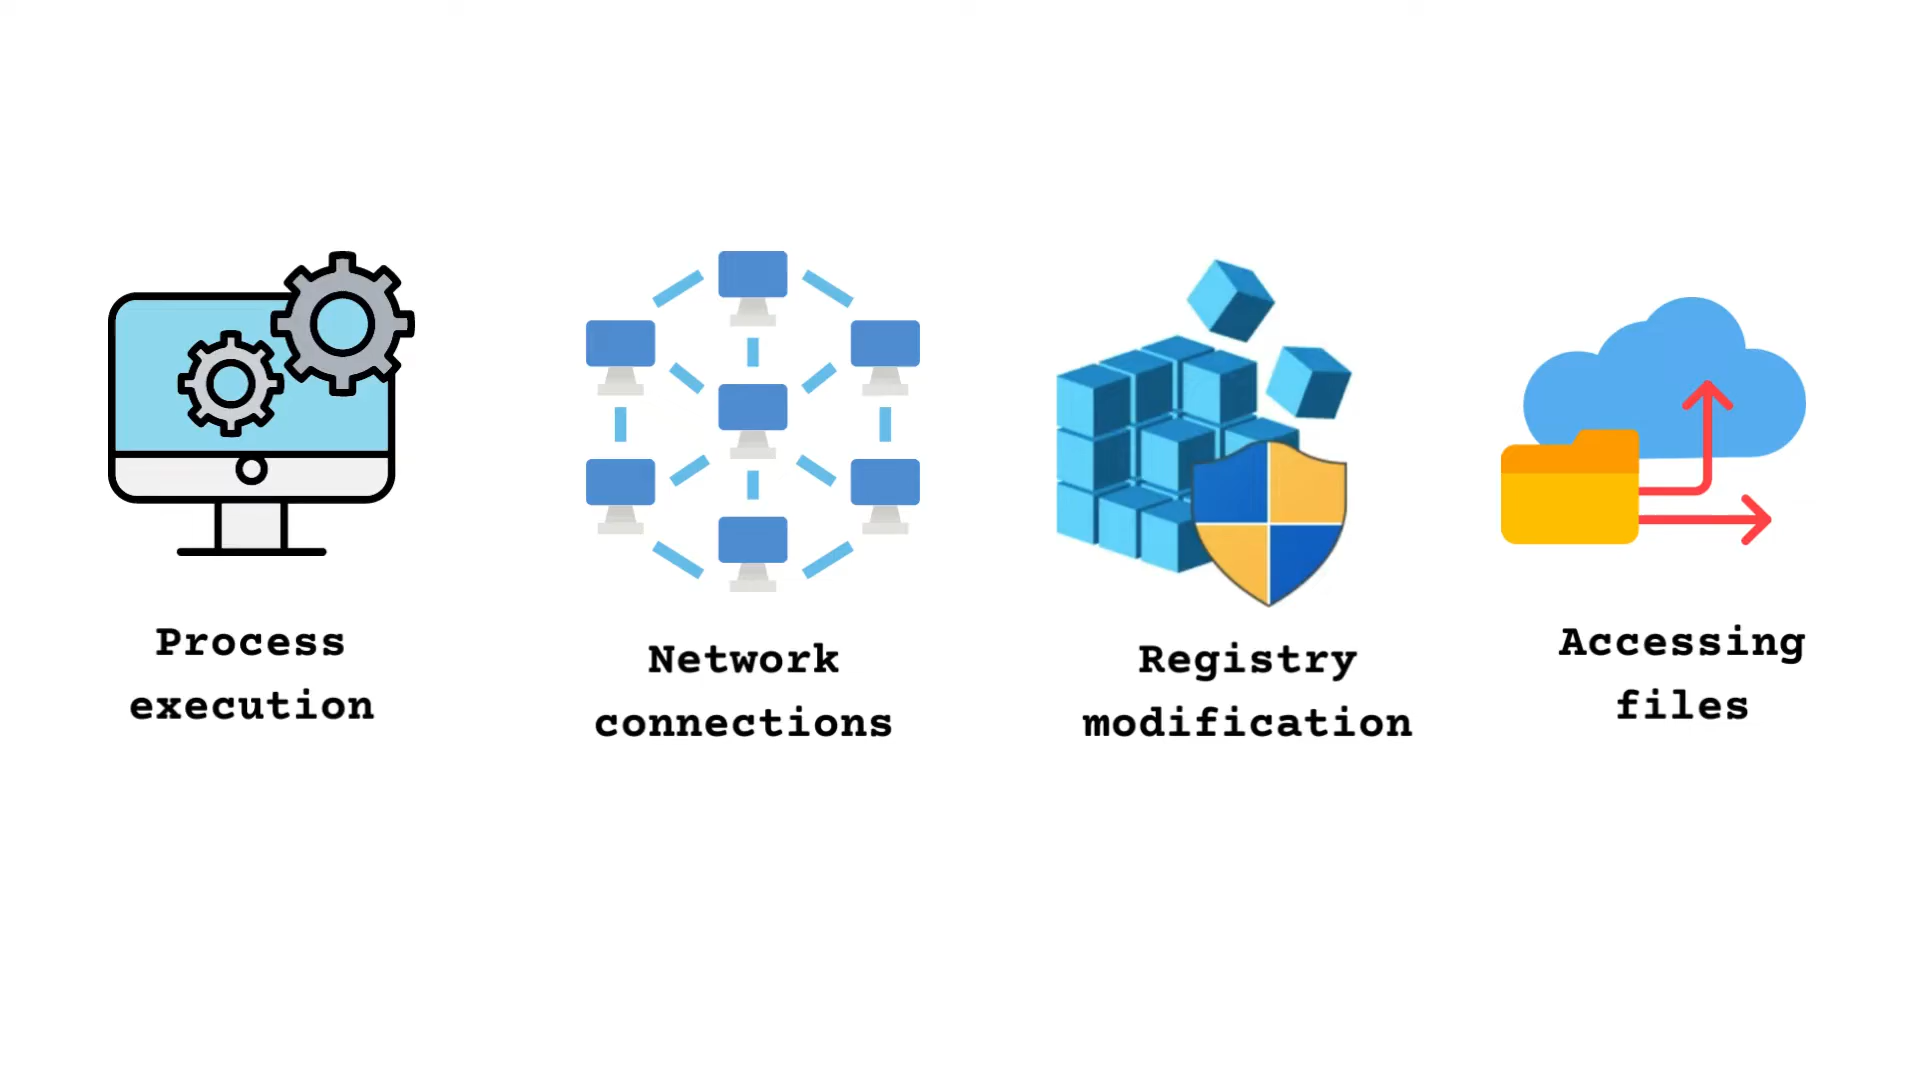 Process
execution
Network
connections
Registry
modification
Accessing
files